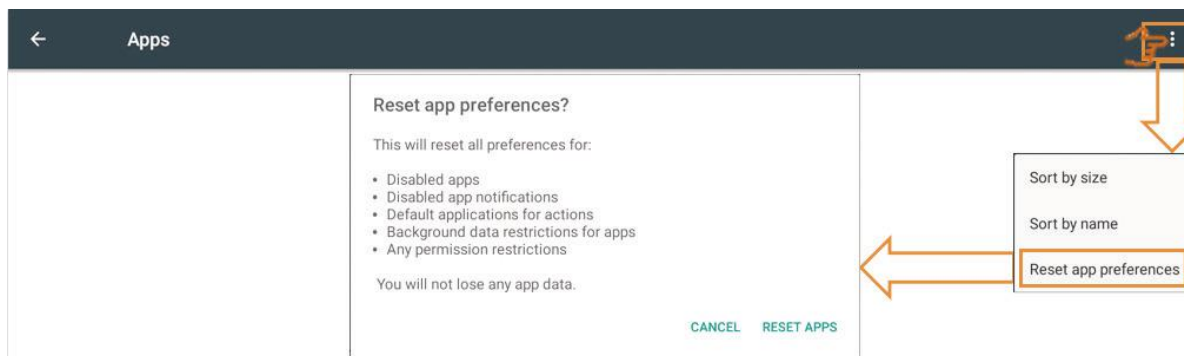 Apps
Reset app preferences?
This will reset all preferences for:
• Disabled apps
• Disabled app notifications
• Default applications for actions
• Background data restrictions for apps
• Any permission restrictions
You will not lose any app data.
CANCEL RESET APPS
Sort by size
Sort by name
Reset app preferences